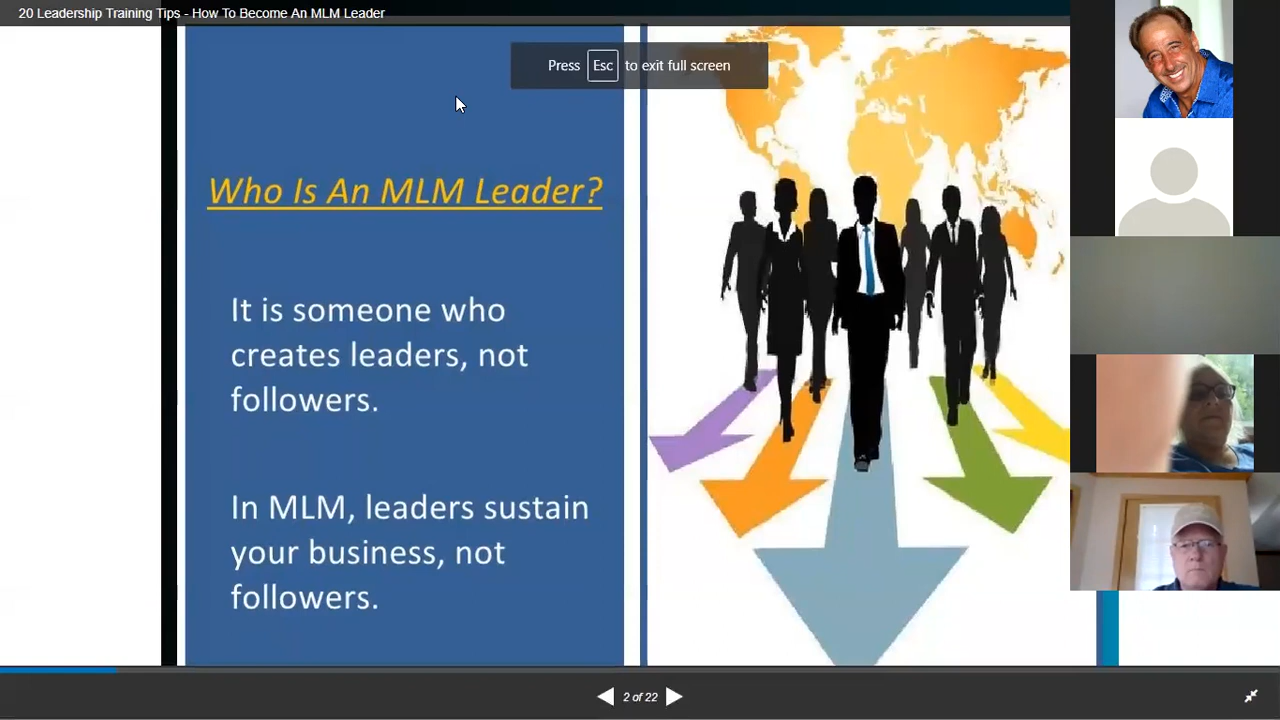 20 Leadership Training Tips - How To Become An MLM Leader
Press Esc to exit full screen
Who Is An MLM Leader?
It is someone who
creates leaders, not
followers.
In MLM, leaders sustain
your business, not
followers.
2 of 22